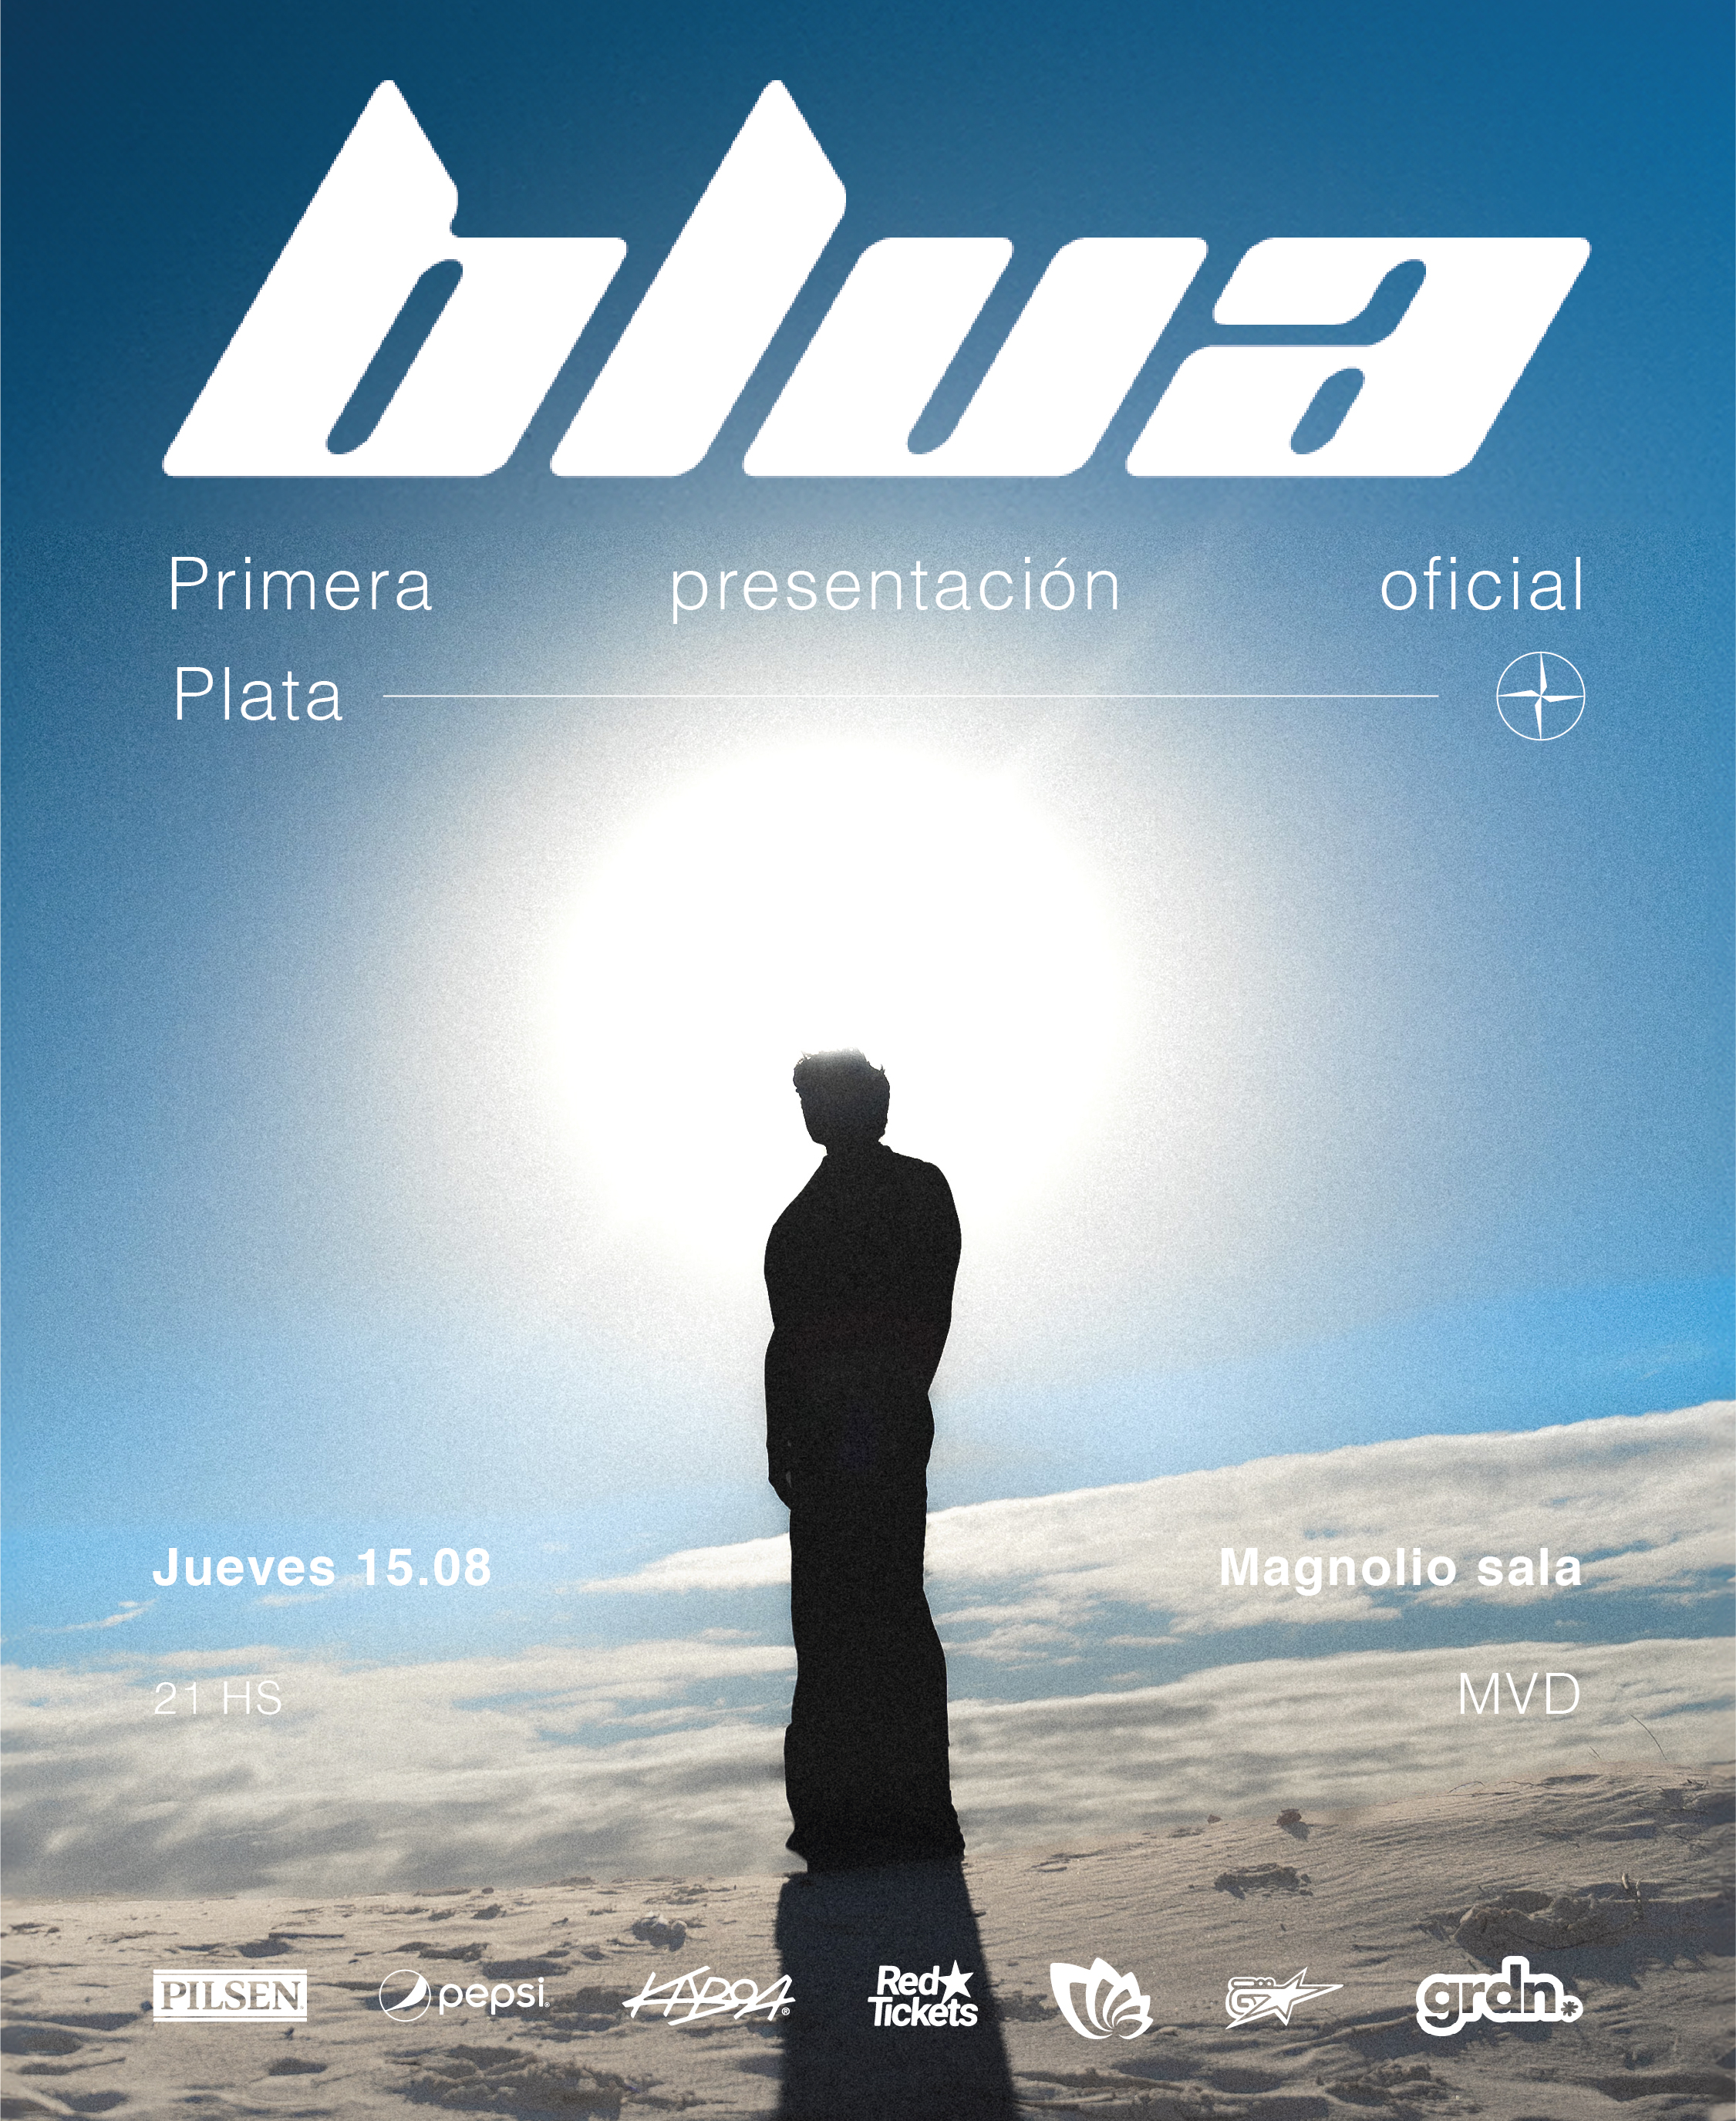 blua
Primera presentación oficial
Plata
Jueves 15.08
Magnolio sala
21 HS
MVD
PILSEN
pepsi
Red Tickets
grdn.